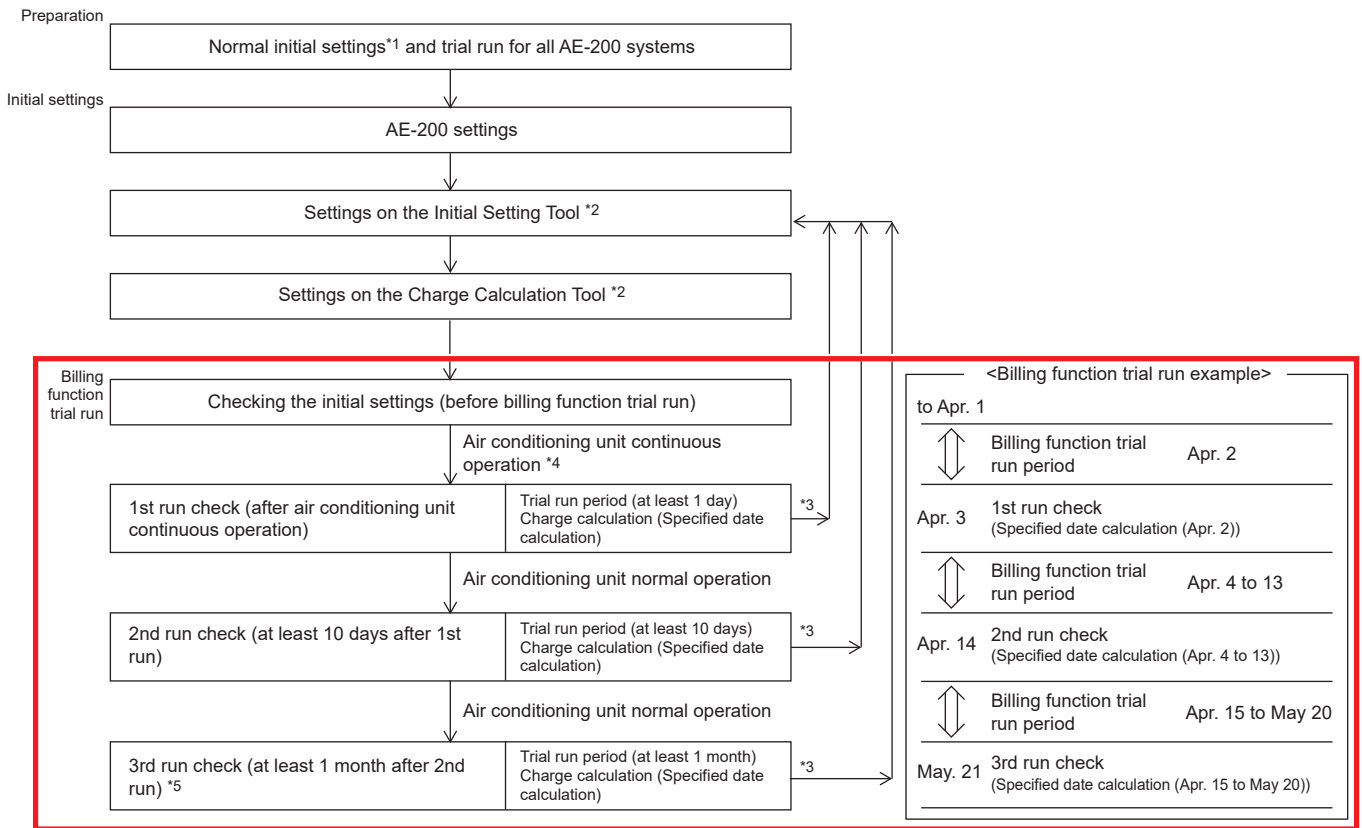 Preparation
Normal initial settings*1 and trial run for all AE-200 systems
Initial settings
AE-200 settings
Settings on the Initial Setting Tool *2
Settings on the Charge Calculation Tool *2
Billing
function
trial run
Checking the initial settings (before billing function trial run)
Air conditioning unit continuous
operation *4
1st run check (after air conditioning unit
continuous operation)
Trial run period (at least 1 day)
Charge calculation (Specified date
calculation)
*3
Air conditioning unit normal operation
2nd run check (at least 10 days after 1st
run)
Trial run period (at least 10 days)
Charge calculation (Specified date
calculation)
*3
Air conditioning unit normal operation
3rd run check (at least 1 month after 2nd
run) *5
Trial run period (at least 1 month)
Charge calculation (Specified date
calculation)
*3
<Billing function trial run example>
to Apr. 1
Billing function trial
run period
Apr. 2
Apr. 3
1st run check
(Specified date calculation (Apr. 2))
Billing function trial
run period
Apr. 4 to 13
Apr. 14
2nd run check
(Specified date calculation (Apr. 4 to 13))
Billing function trial
run period
Apr. 15 to May 20
May. 21
3rd run check
(Specified date calculation (Apr. 15 to May 20))